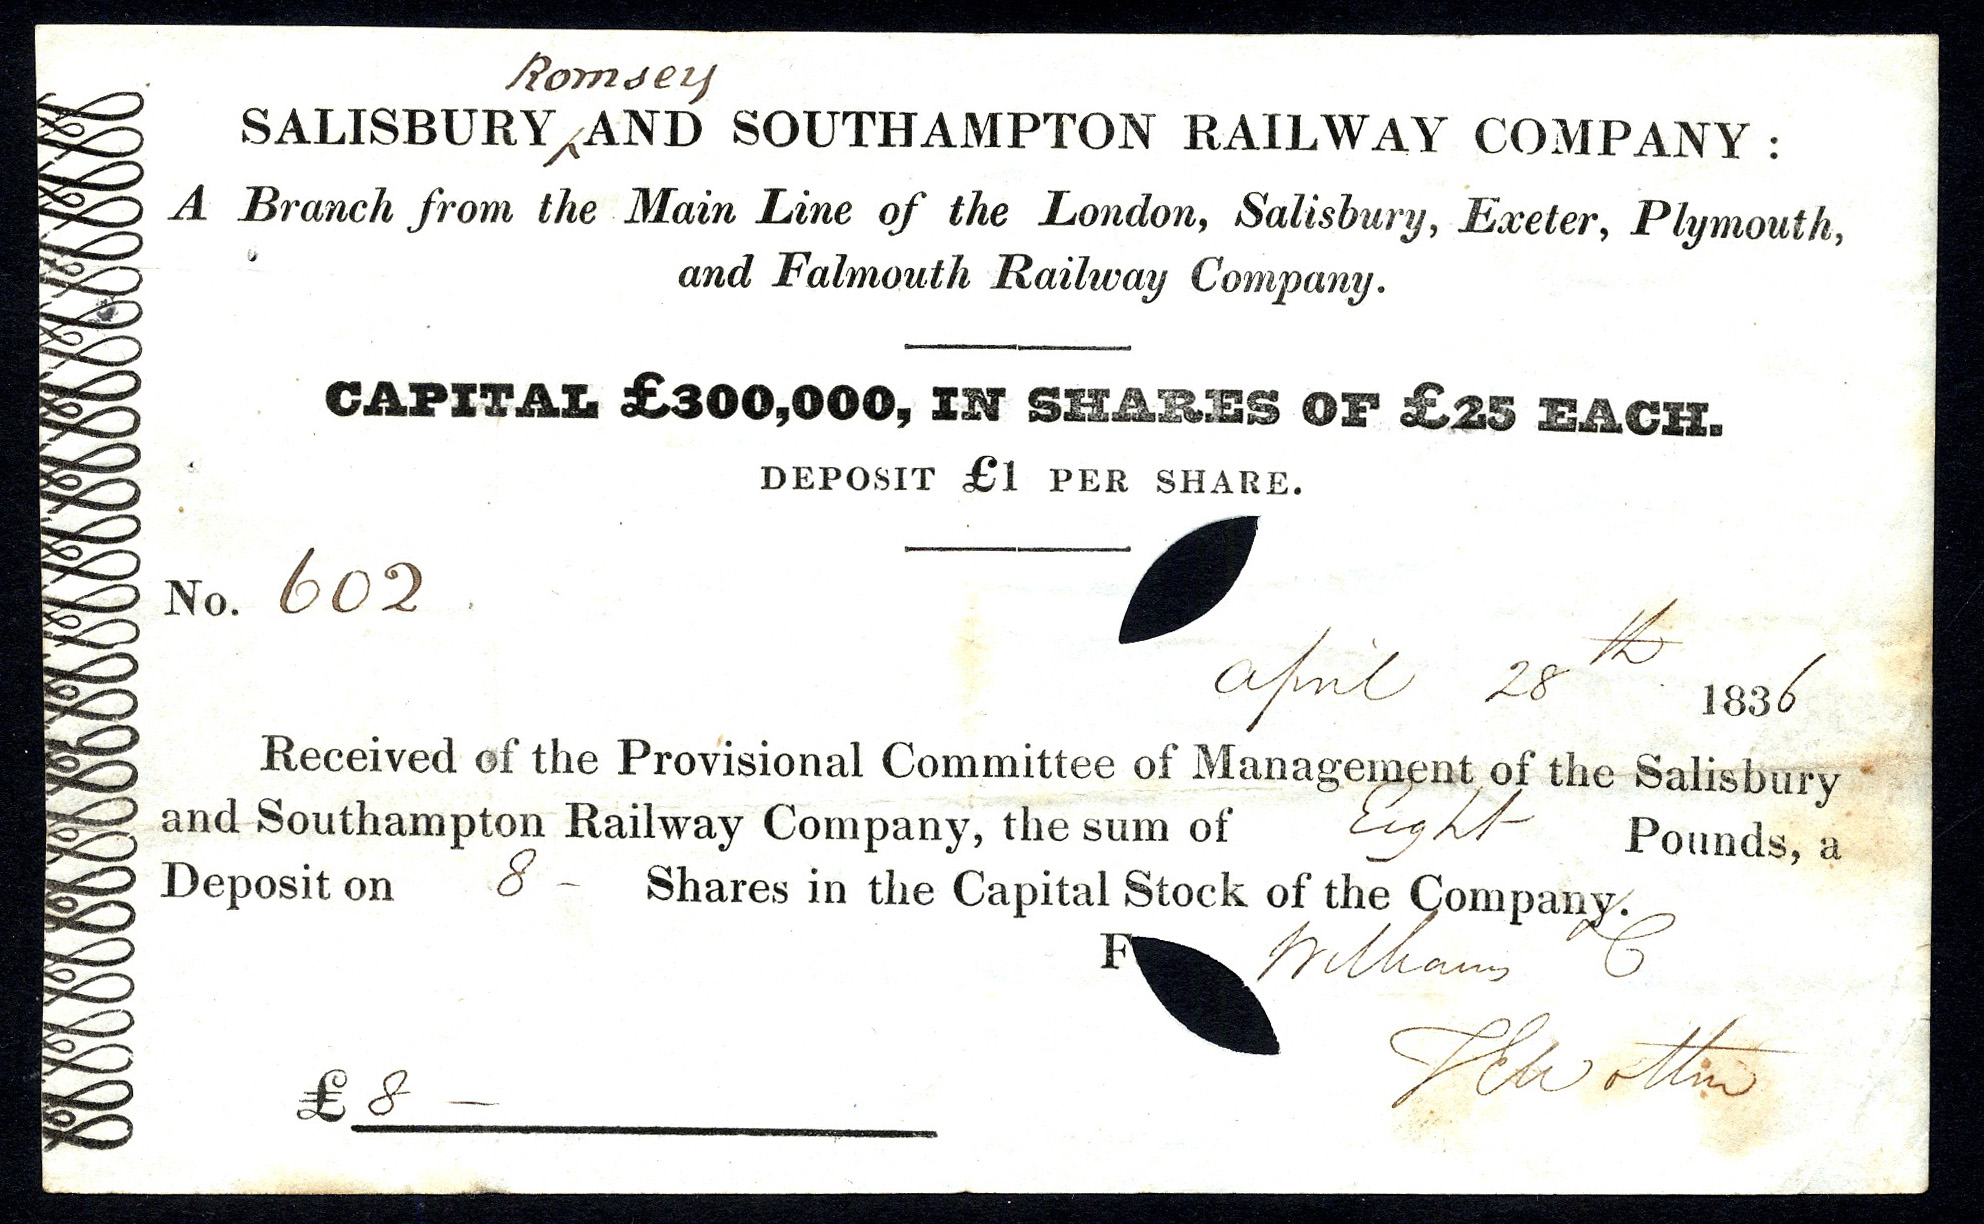 Romsey
SALISBURY ^ AND SOUTHAMPTON RAILWAY COMPANY :
A Branch from the Main Line of the London, Salisbury, Exeter, Plymouth,
and Falmouth Railway Company.
CAPITAL £300,000, IN SHARES OF £25 EACH.
DEPOSIT £1 PER SHARE.
No. 602
April 28th 1836
Received of the Provisional Committee of Management of the Salisbury
and Southampton Railway Company, the sum of Eight Pounds, a
Deposit on 8 - Shares in the Capital Stock of the Company.
F Williams & C
£ 8 -